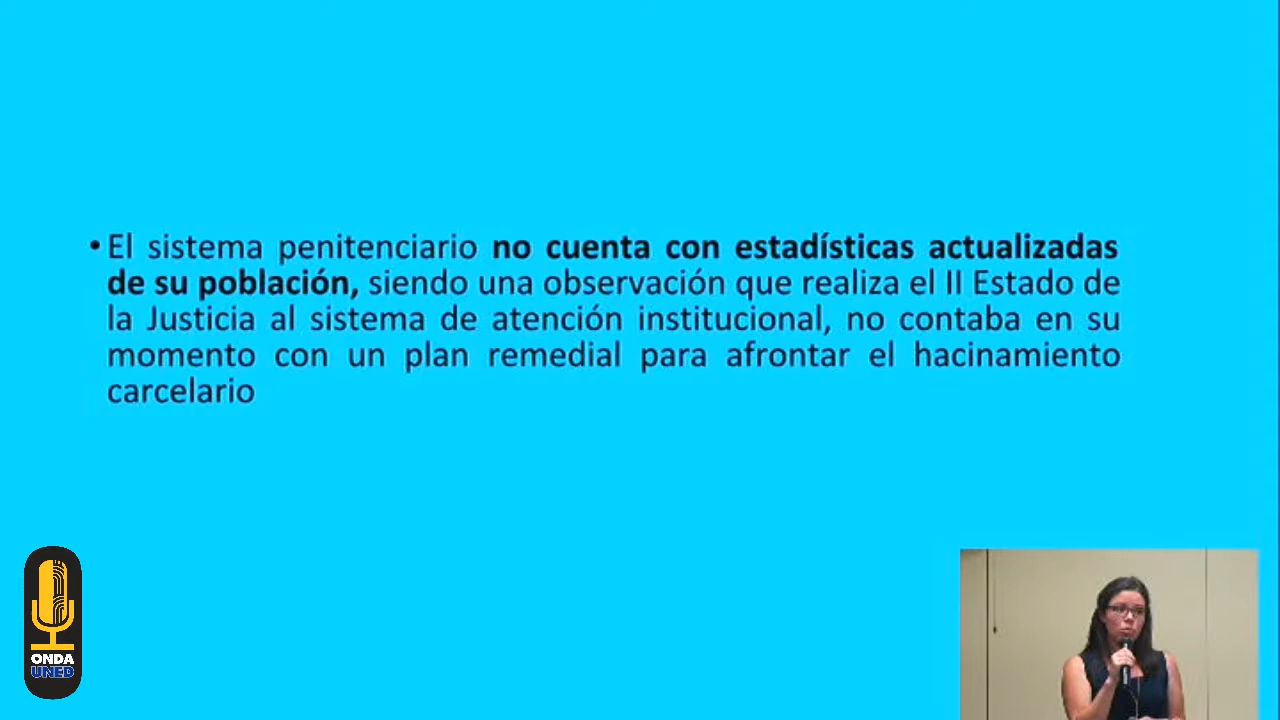 • El sistema penitenciario no cuenta con estadísticas actualizadas
de su población, siendo una observación que realiza el II Estado de
la Justicia al sistema de atención institucional, no contaba en su
momento con un plan remedial para afrontar el hacinamiento
carcelario
ONDA
UNED